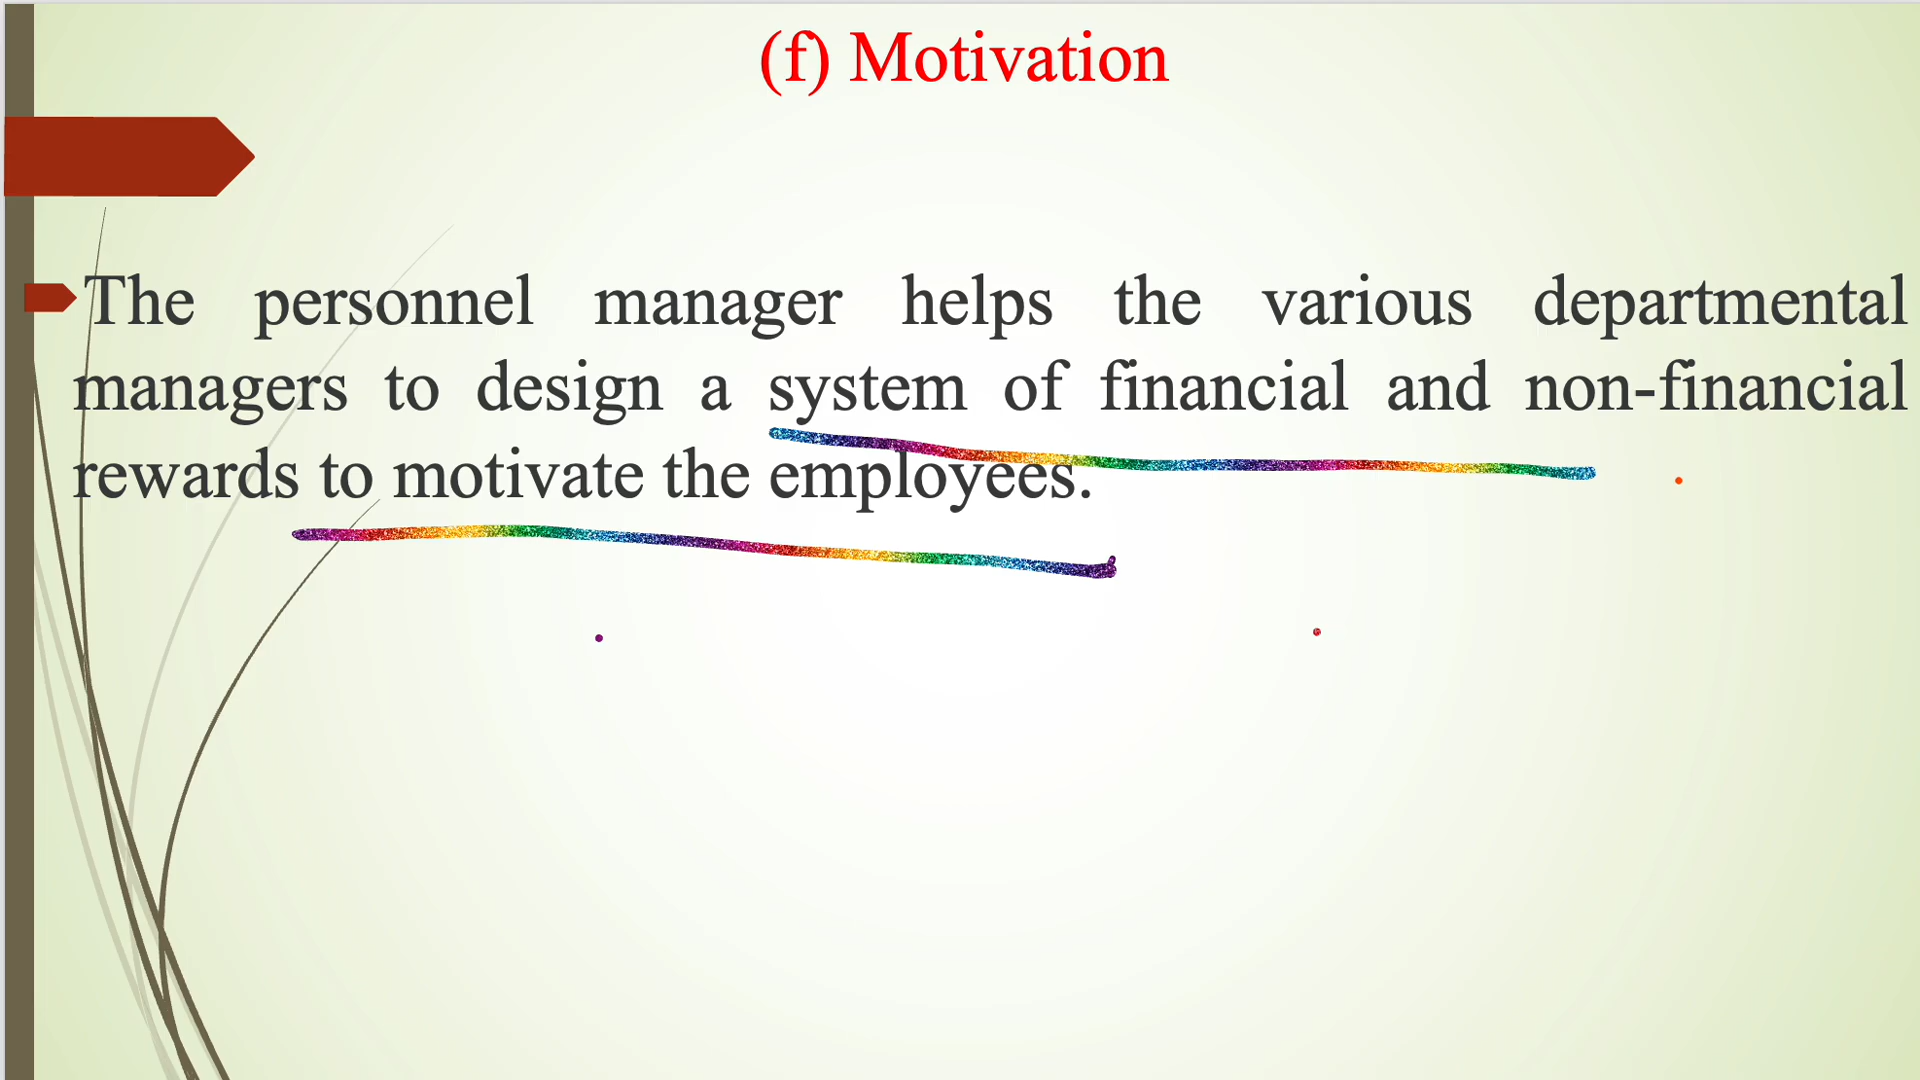 (f) Motivation
The personnel manager helps the various departmental
managers to design a system of financial and non-financial
rewards to motivate the employees.